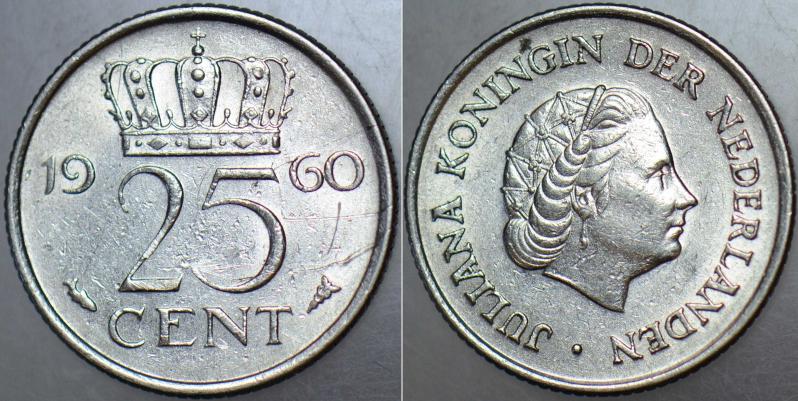 19 60
25
CENT
JULIANA KONINGIN DER NEDERLANDEN ·